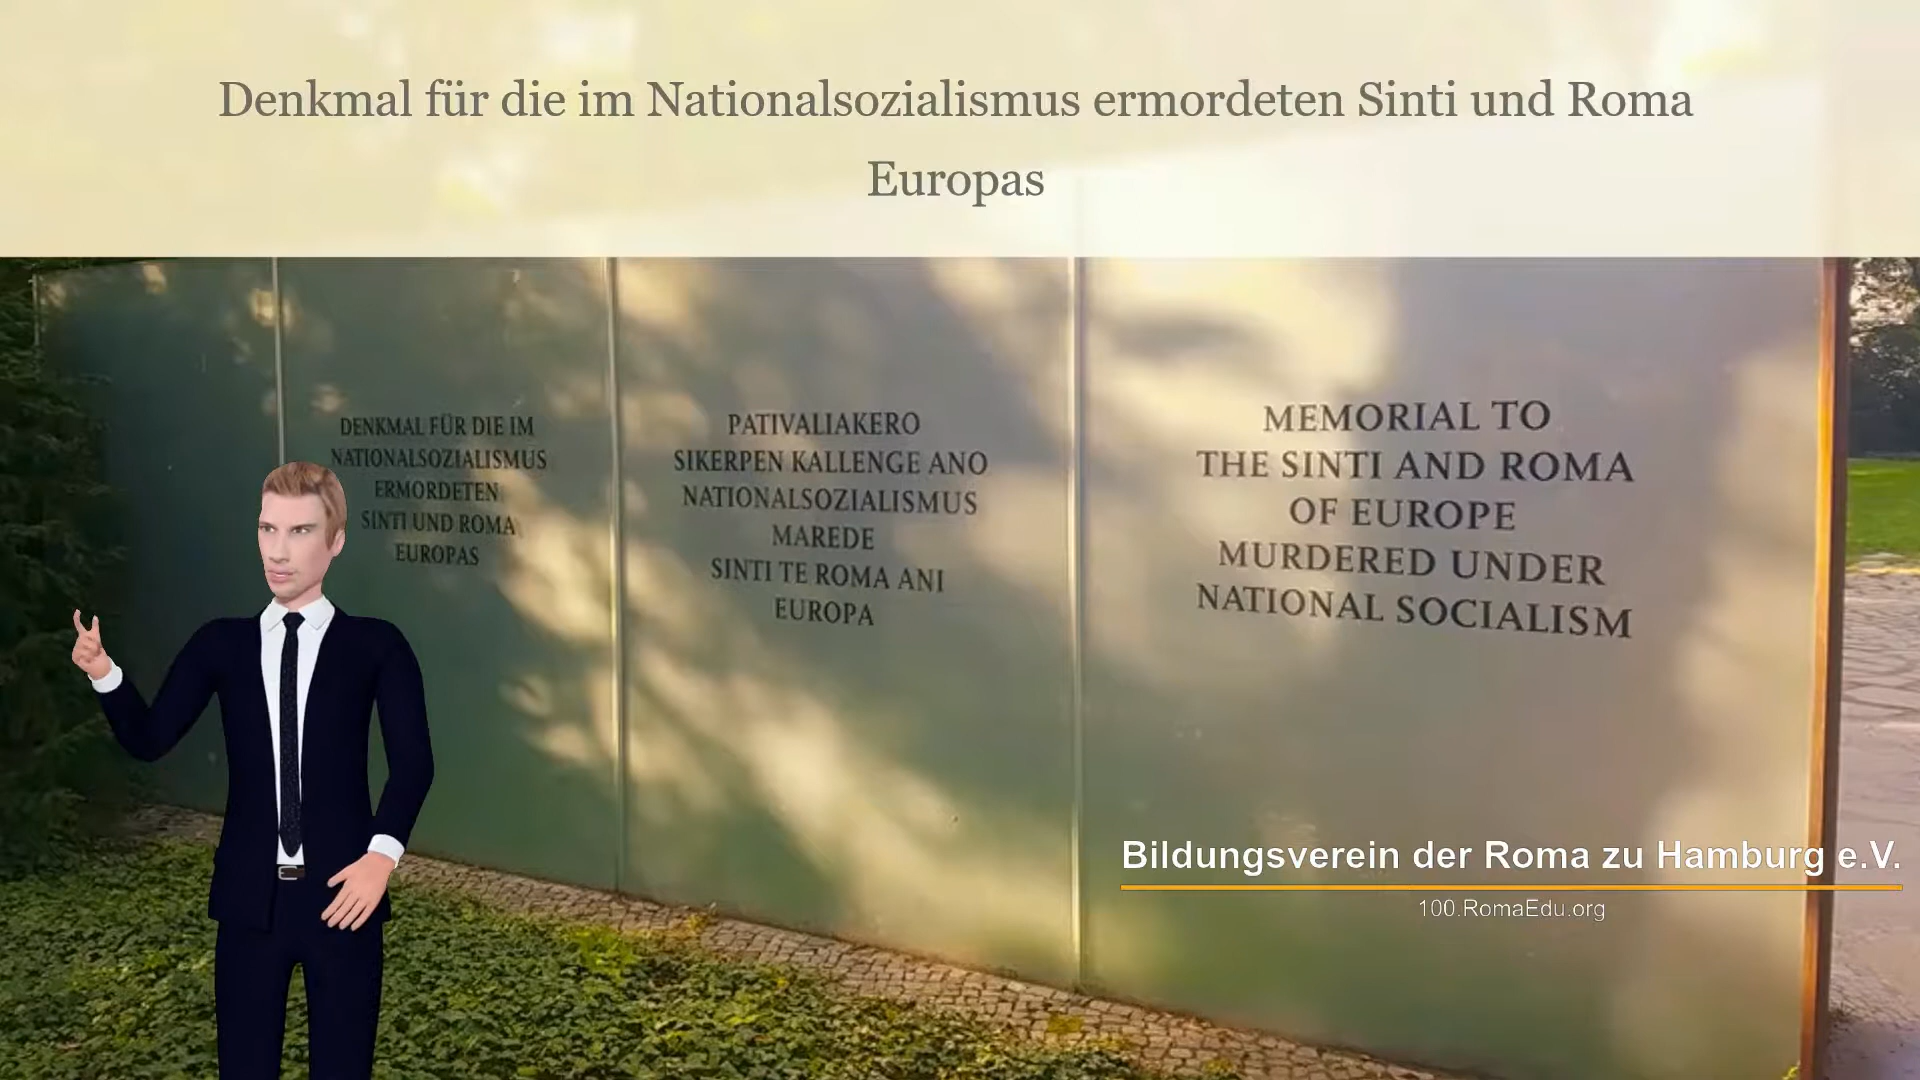 Denkmal für die im Nationalsozialismus ermordeten Sinti und Roma
Europas
DENKMAL FÜR DIE IM
NATIONALSOZIALISMUS
ERMORDETEN
SINTI UND ROMA
EUROPAS
PATIVALIAKERO
SIKERPEN KALLENGE ANO
NATIONALSOZIALISMUS
MAREDE
SINTI TE ROMA ANI
EUROPA
MEMORIAL TO
THE SINTI AND ROMA
OF EUROPE
MURDERED UNDER
NATIONAL SOCIALISM
Bildungsverein der Roma zu Hamburg e.V.
100.RomaEdu.org